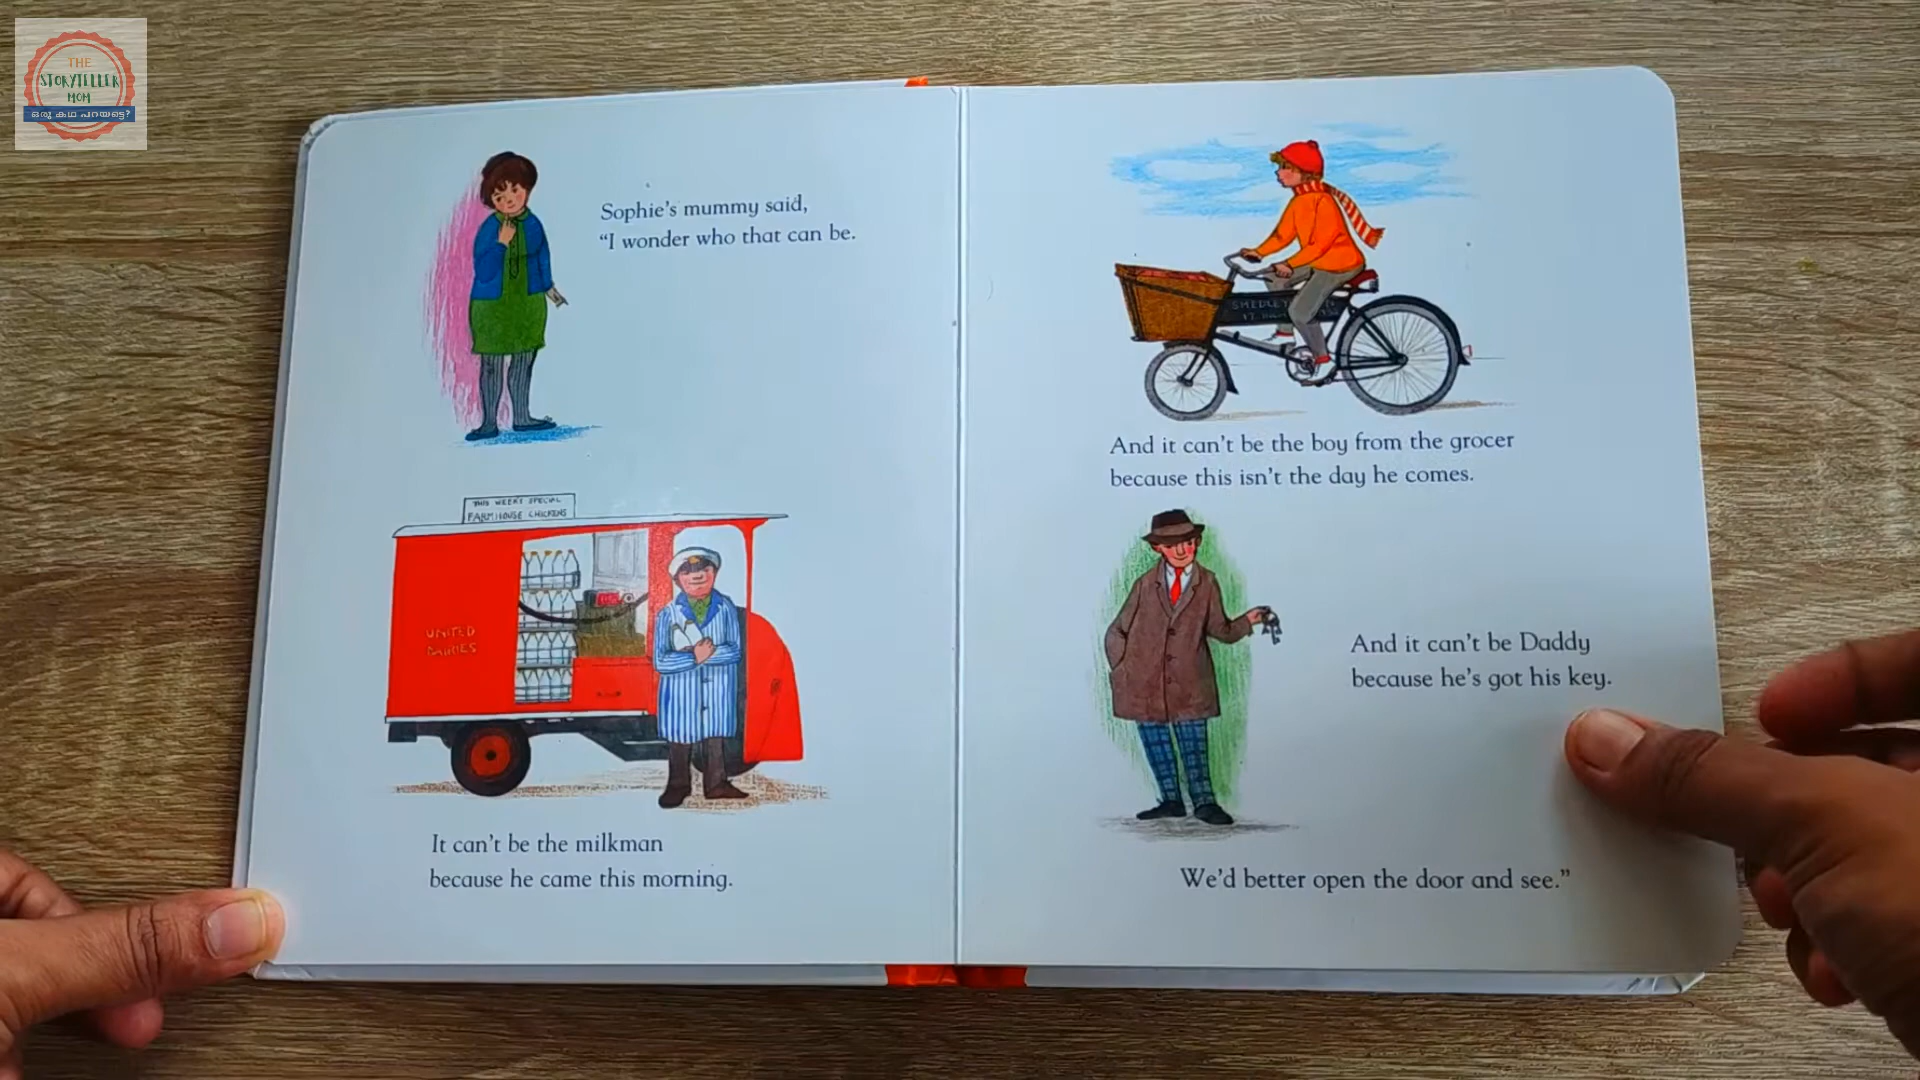 THE
STORYTELLER
MOM
ഒരു കഥ പറയട്ടെ?
Sophie's mummy said,
“I wonder who that can be.
THIS WEEK'S SPECIAL
FARMHOUSE CHICKENS
UNITED
DAIRIES
It can't be the milkman
because he came this morning.
SMEDLEY
And it can't be the boy from the grocer
because this isn't the day he comes.
And it can't be Daddy
because he's got his key.
We'd better open the door and see.”